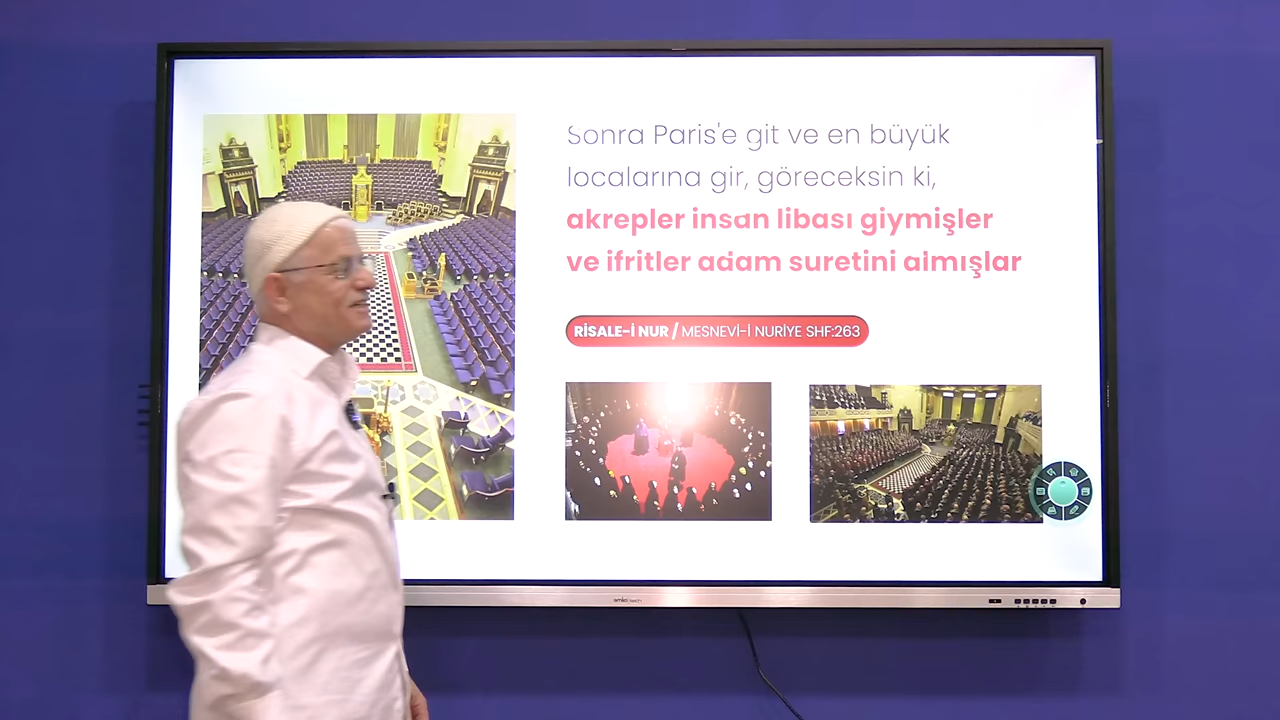 Sonra Paris'e git ve en büyük
localarına gir, göreceksin ki,
akrepler insan libası giymişler
ve ifritler adam suretini almışlar
RİSALE-İ NUR / MESNEVİ-İ NURİYE SHF:263